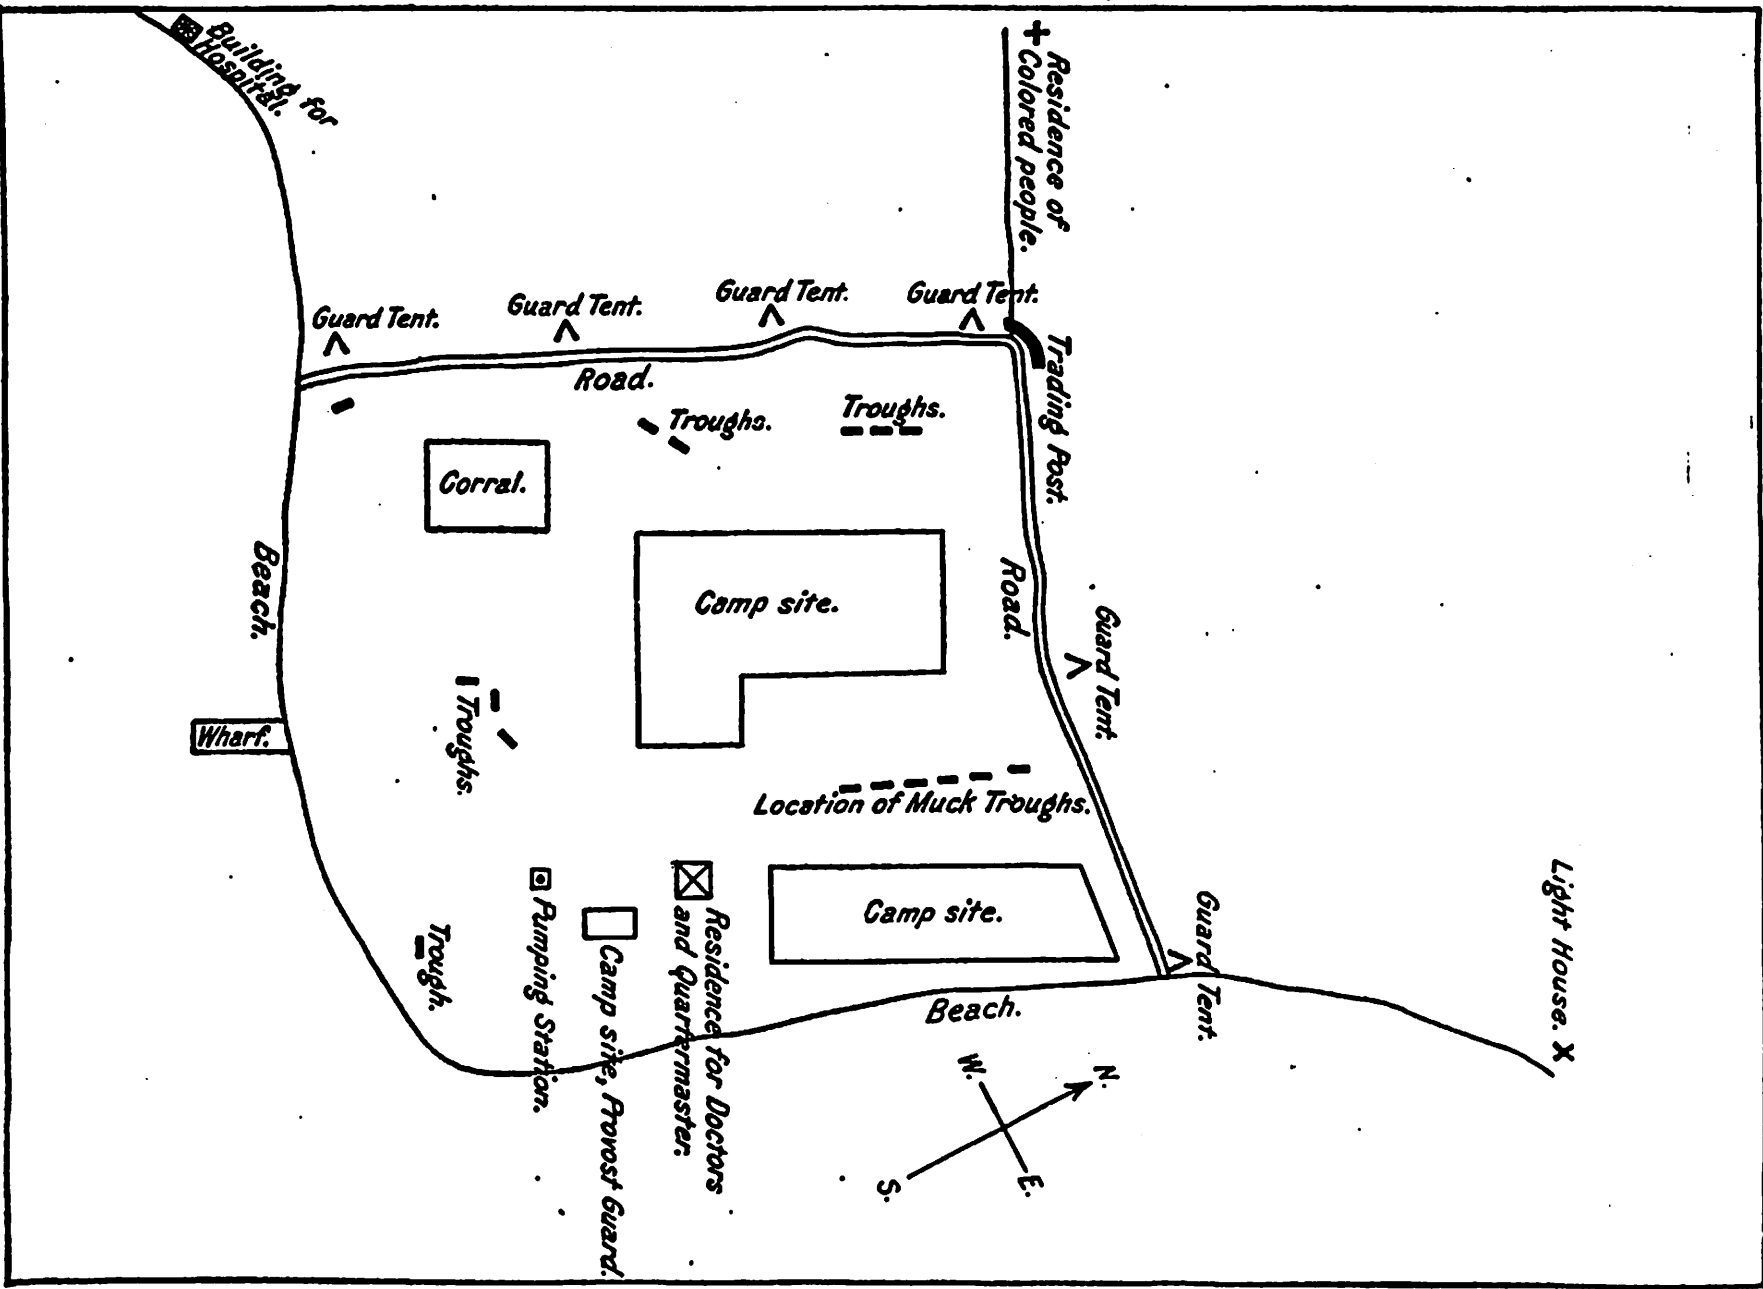 Building for
Hospital.
Residence of
Colored people.
Guard Tent.
Guard Tent.
Guard Tent.
Guard Tent.
Trading Post.
Road.
Troughs.
Troughs.
Corral.
Camp site.
Road.
Guard Tent.
Beach.
Wharf.
Troughs.
Location of Muck Troughs.
Camp site.
Guard Tent.
Light House. X
Trough.
Pumping Station.
Camp site, Provost Guard.
Residence for Doctors
and Quartermaster.
Beach.
W.
N.
S.
E.